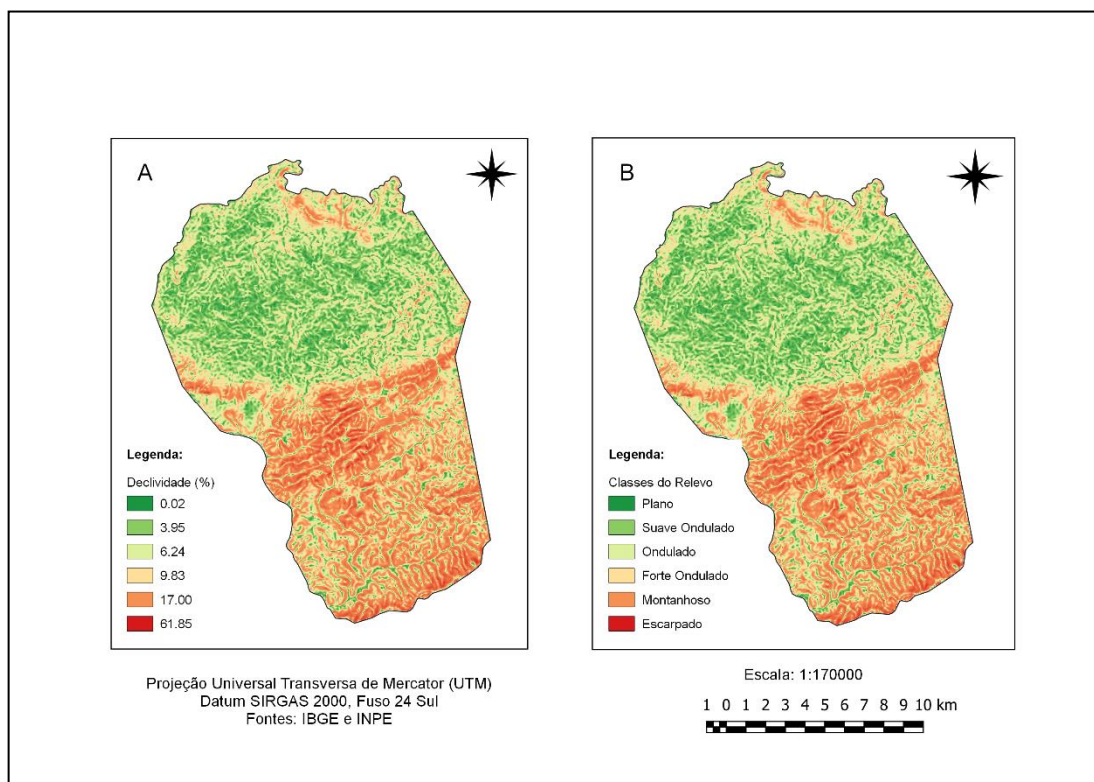 A
Legenda:
Declividade (%)
0.02
3.95
6.24
9.83
17.00
61.85
B
Legenda:
Classes do Relevo
Plano
Suave Ondulado
Ondulado
Forte Ondulado
Montanhoso
Escarpado
Projeção Universal Transversa de Mercator (UTM)
Datum SIRGAS 2000, Fuso 24 Sul
Fontes: IBGE e INPE
Escala: 1:170000
1 0 1 2 3 4 5 6 7 8 9 10 km